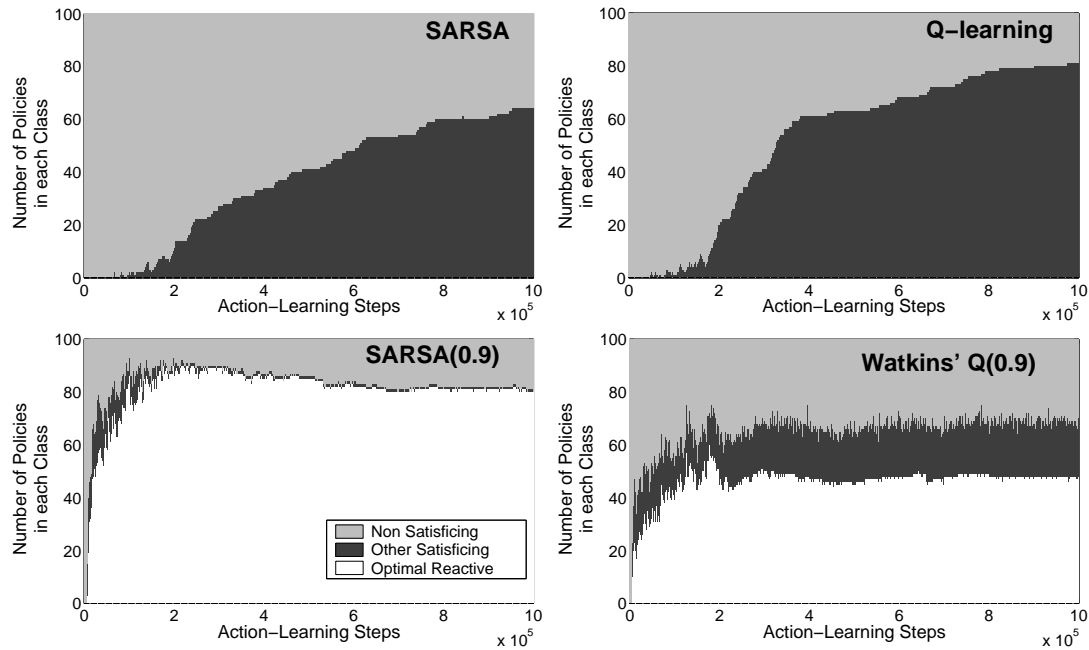 SARSA
Number of Policies
in each Class
100
80
60
40
20
0
0 2 4 6 8 10
Action−Learning Steps
x 10^5
Q−learning
Number of Policies
in each Class
100
80
60
40
20
0
0 2 4 6 8 10
Action−Learning Steps
x 10^5
SARSA(0.9)
Number of Policies
in each Class
100
80
60
40
20
0
Non Satisficing
Other Satisficing
Optimal Reactive
0 2 4 6 8 10
Action−Learning Steps
x 10^5
Watkins' Q(0.9)
Number of Policies
in each Class
100
80
60
40
20
0
0 2 4 6 8 10
Action−Learning Steps
x 10^5